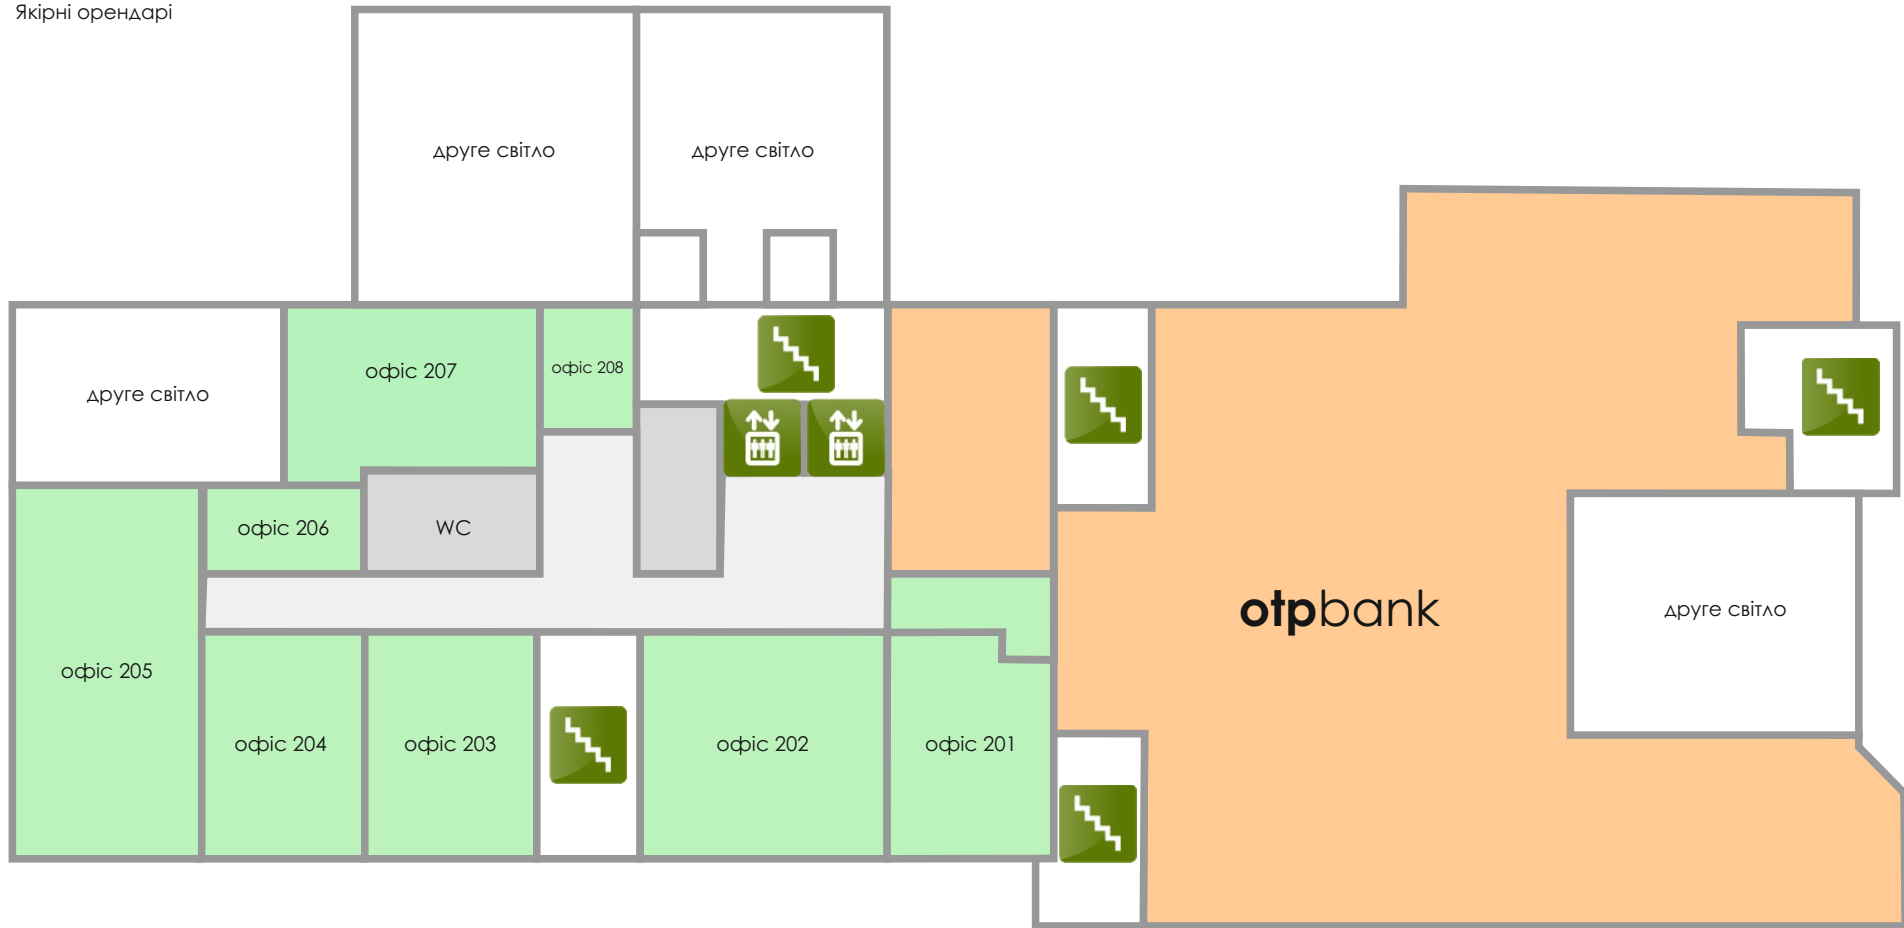 Якірні орендарі
друге світло
друге світло
офіс 207
офіс 208
друге світло
офіс 206
WC
otpbank
друге світло
офіс 205
офіс 204
офіс 203
офіс 202
офіс 201